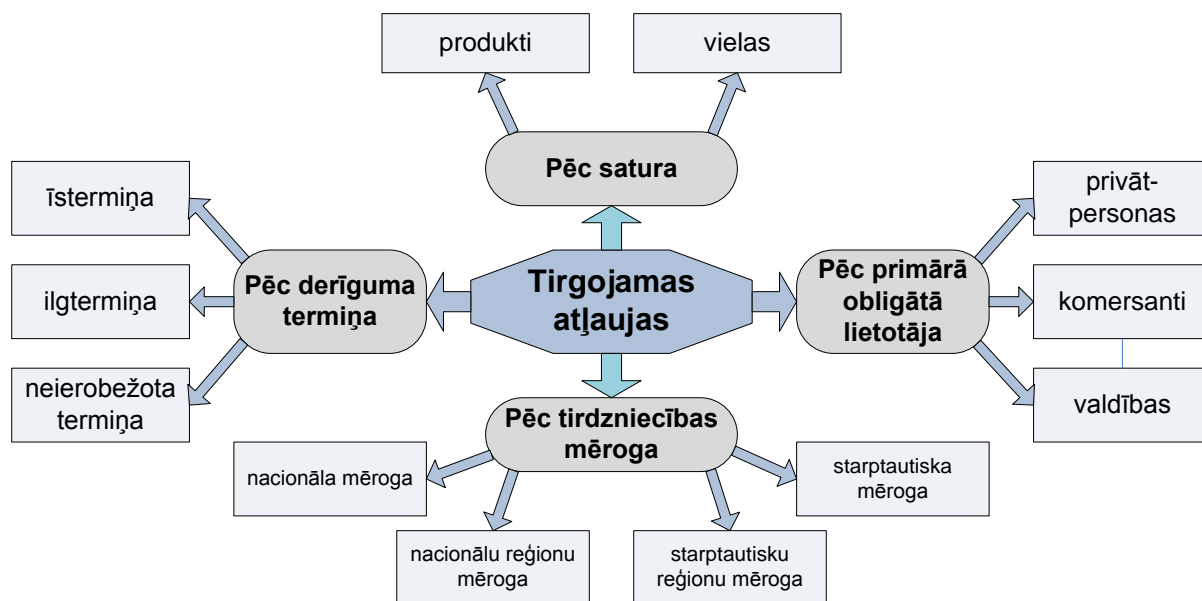 produkti
vielas
Pēc satura
īstermiņa
ilgtermiņa
neierobežota
termiņa
Pēc derīguma
termiņa
Tirgojamas
atļaujas
Pēc primārā
obligātā
lietotāja
privāt-
personas
komersanti
valdības
Pēc tirdzniecības
mēroga
nacionāla mēroga
nacionālu reģionu
mēroga
starptautisku
reģionu mēroga
starptautiska
mēroga